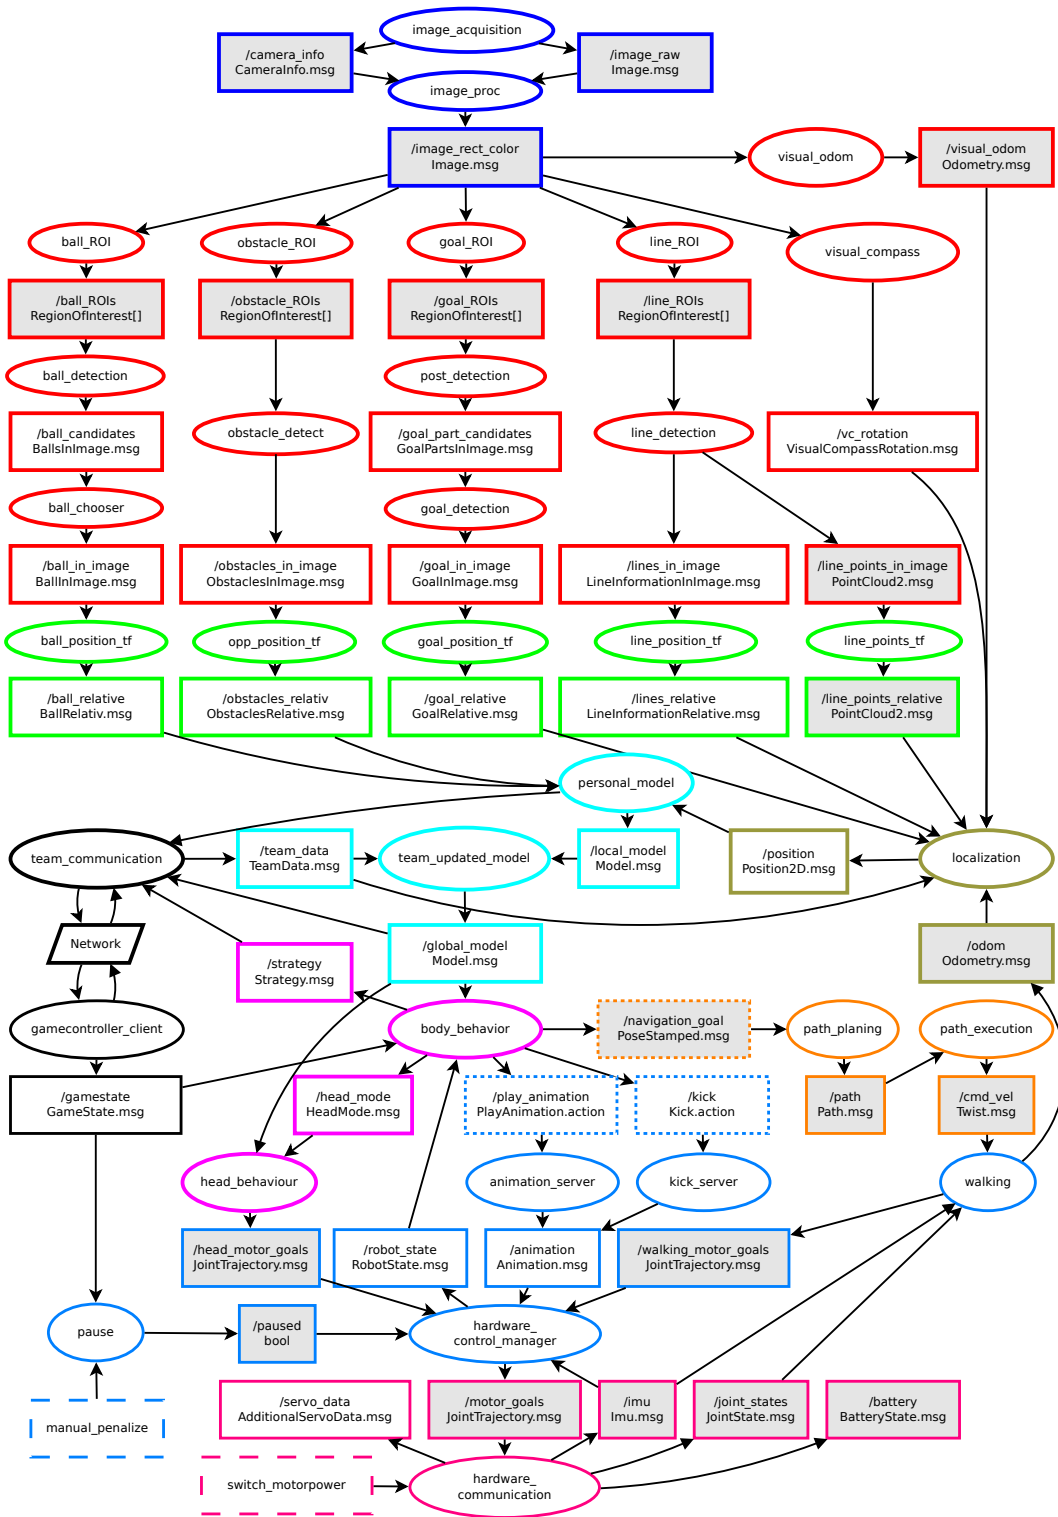 image_acquisition
/camera_info
CameraInfo.msg
/image_raw
Image.msg
image_proc
/image_rect_color
Image.msg
visual_odom
/visual_odom
Odometry.msg
ball_ROI
obstacle_ROI
goal_ROI
line_ROI
visual_compass
/ball_ROIs
RegionOfInterest[]
/obstacle_ROIs
RegionOfInterest[]
/goal_ROIs
RegionOfInterest[]
/line_ROIs
RegionOfInterest[]
ball_detection
post_detection
/ball_candidates
BallsInImage.msg
obstacle_detect
/goal_part_candidates
GoalPartsInImage.msg
line_detection
/vc_rotation
VisualCompassRotation.msg
ball_chooser
goal_detection
/ball_in_image
BallInImage.msg
/obstacles_in_image
ObstaclesInImage.msg
/goal_in_image
GoalInImage.msg
/lines_in_image
LineInformationInImage.msg
/line_points_in_image
PointCloud2.msg
ball_position_tf
opp_position_tf
goal_position_tf
line_position_tf
line_points_tf
/ball_relative
BallRelativ.msg
/obstacles_relativ
ObstaclesRelative.msg
/goal_relative
GoalRelative.msg
/lines_relative
LineInformationRelative.msg
/line_points_relative
PointCloud2.msg
personal_model
team_communication
/team_data
TeamData.msg
team_updated_model
/local_model
Model.msg
/position
Position2D.msg
localization
Network
/strategy
Strategy.msg
/global_model
Model.msg
/odom
Odometry.msg
gamecontroller_client
body_behavior
/navigation_goal
PoseStamped.msg
path_planing
path_execution
/gamestate
GameState.msg
/head_mode
HeadMode.msg
/play_animation
PlayAnimation.action
/kick
Kick.action
/path
Path.msg
/cmd_vel
Twist.msg
head_behaviour
animation_server
kick_server
walking
/head_motor_goals
JointTrajectory.msg
/robot_state
RobotState.msg
/animation
Animation.msg
/walking_motor_goals
JointTrajectory.msg
pause
/paused
bool
hardware_
control_manager
manual_penalize
/servo_data
AdditionalServoData.msg
/motor_goals
JointTrajectory.msg
/imu
Imu.msg
/joint_states
JointState.msg
/battery
BatteryState.msg
switch_motorpower
hardware_
communication